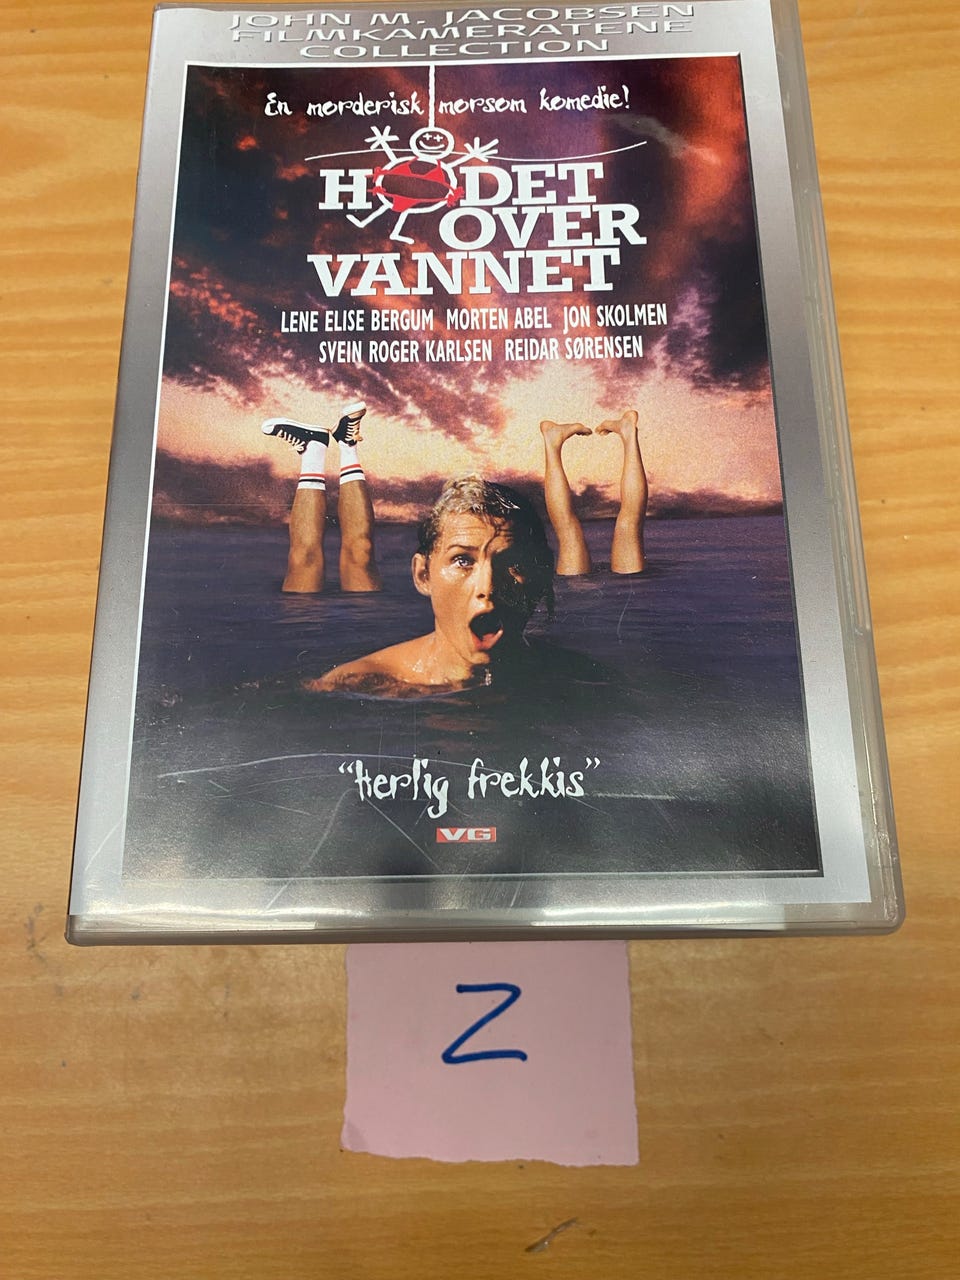 JOHN M. JACOBSEN
FILMKAMERATENE
COLLECTION
En morderisk morsom komedie!
HODET
OVER
VANNET
LENE ELISE BERGUM MORTEN ABEL JON SKOLMEN
SVEIN ROGER KARLSEN REIDAR SØRENSEN
"Herlig frekkis"
VG
Z